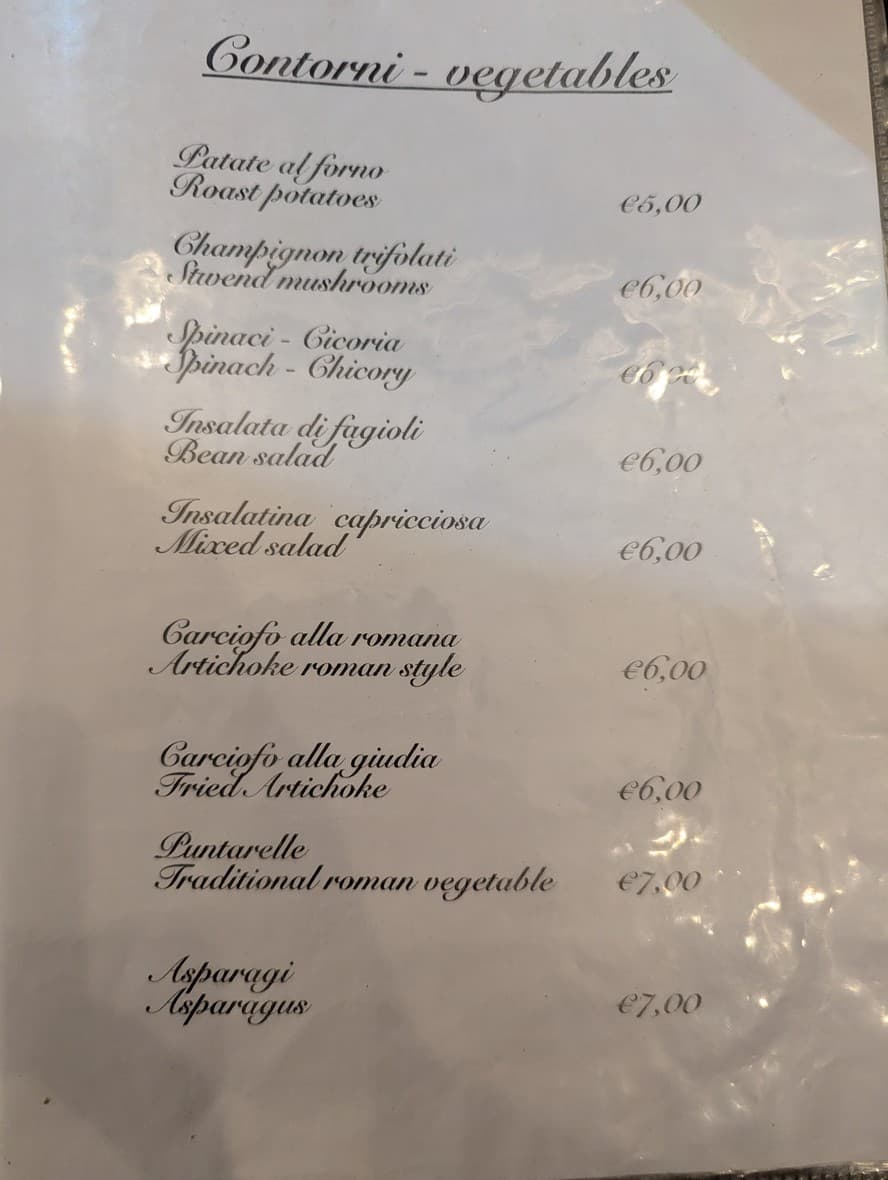 Contorni - vegetables
Patate al forno
Roast potatoes €5,00
Champignon trifolati
Stwend mushrooms €6,00
Spinaci - Cicoria
Spinach - Chicory €6,00
Insalata di fagioli
Bean salad €6,00
Insalatina capricciosa
Mixed salad €6,00
Carciofo alla romana
Artichoke roman style €6,00
Carciofo alla giudia
Fried Artichoke €6,00
Puntarelle
Traditional roman vegetable €7,00
Asparagi
Asparagus €7,00